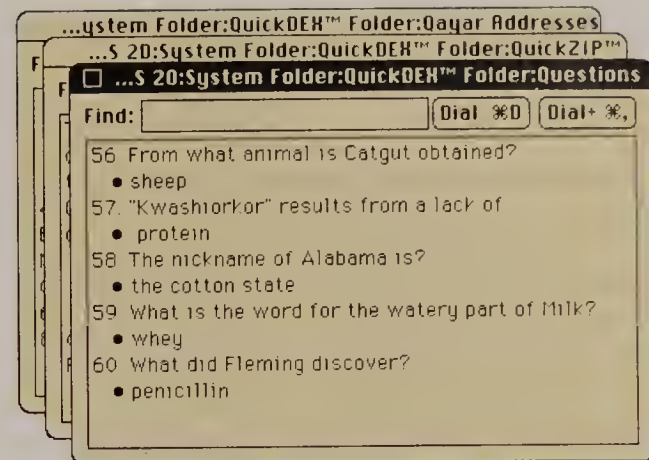 ...ystem Folder:QuickDEX™ Folder:Qayar Addresses
...S 20:System Folder:QuickDEX™ Folder:QuickZIP™
...S 20:System Folder:QuickDEX™ Folder:Questions
Find: Dial ⌘D Dial+ ⌘,
56 From what animal is Catgut obtained?
• sheep
57. "Kwashiorkor" results from a lack of
• protein
58 The nickname of Alabama is?
• the cotton state
59 What is the word for the watery part of Milk?
• whey
60 What did Fleming discover?
• penicillin